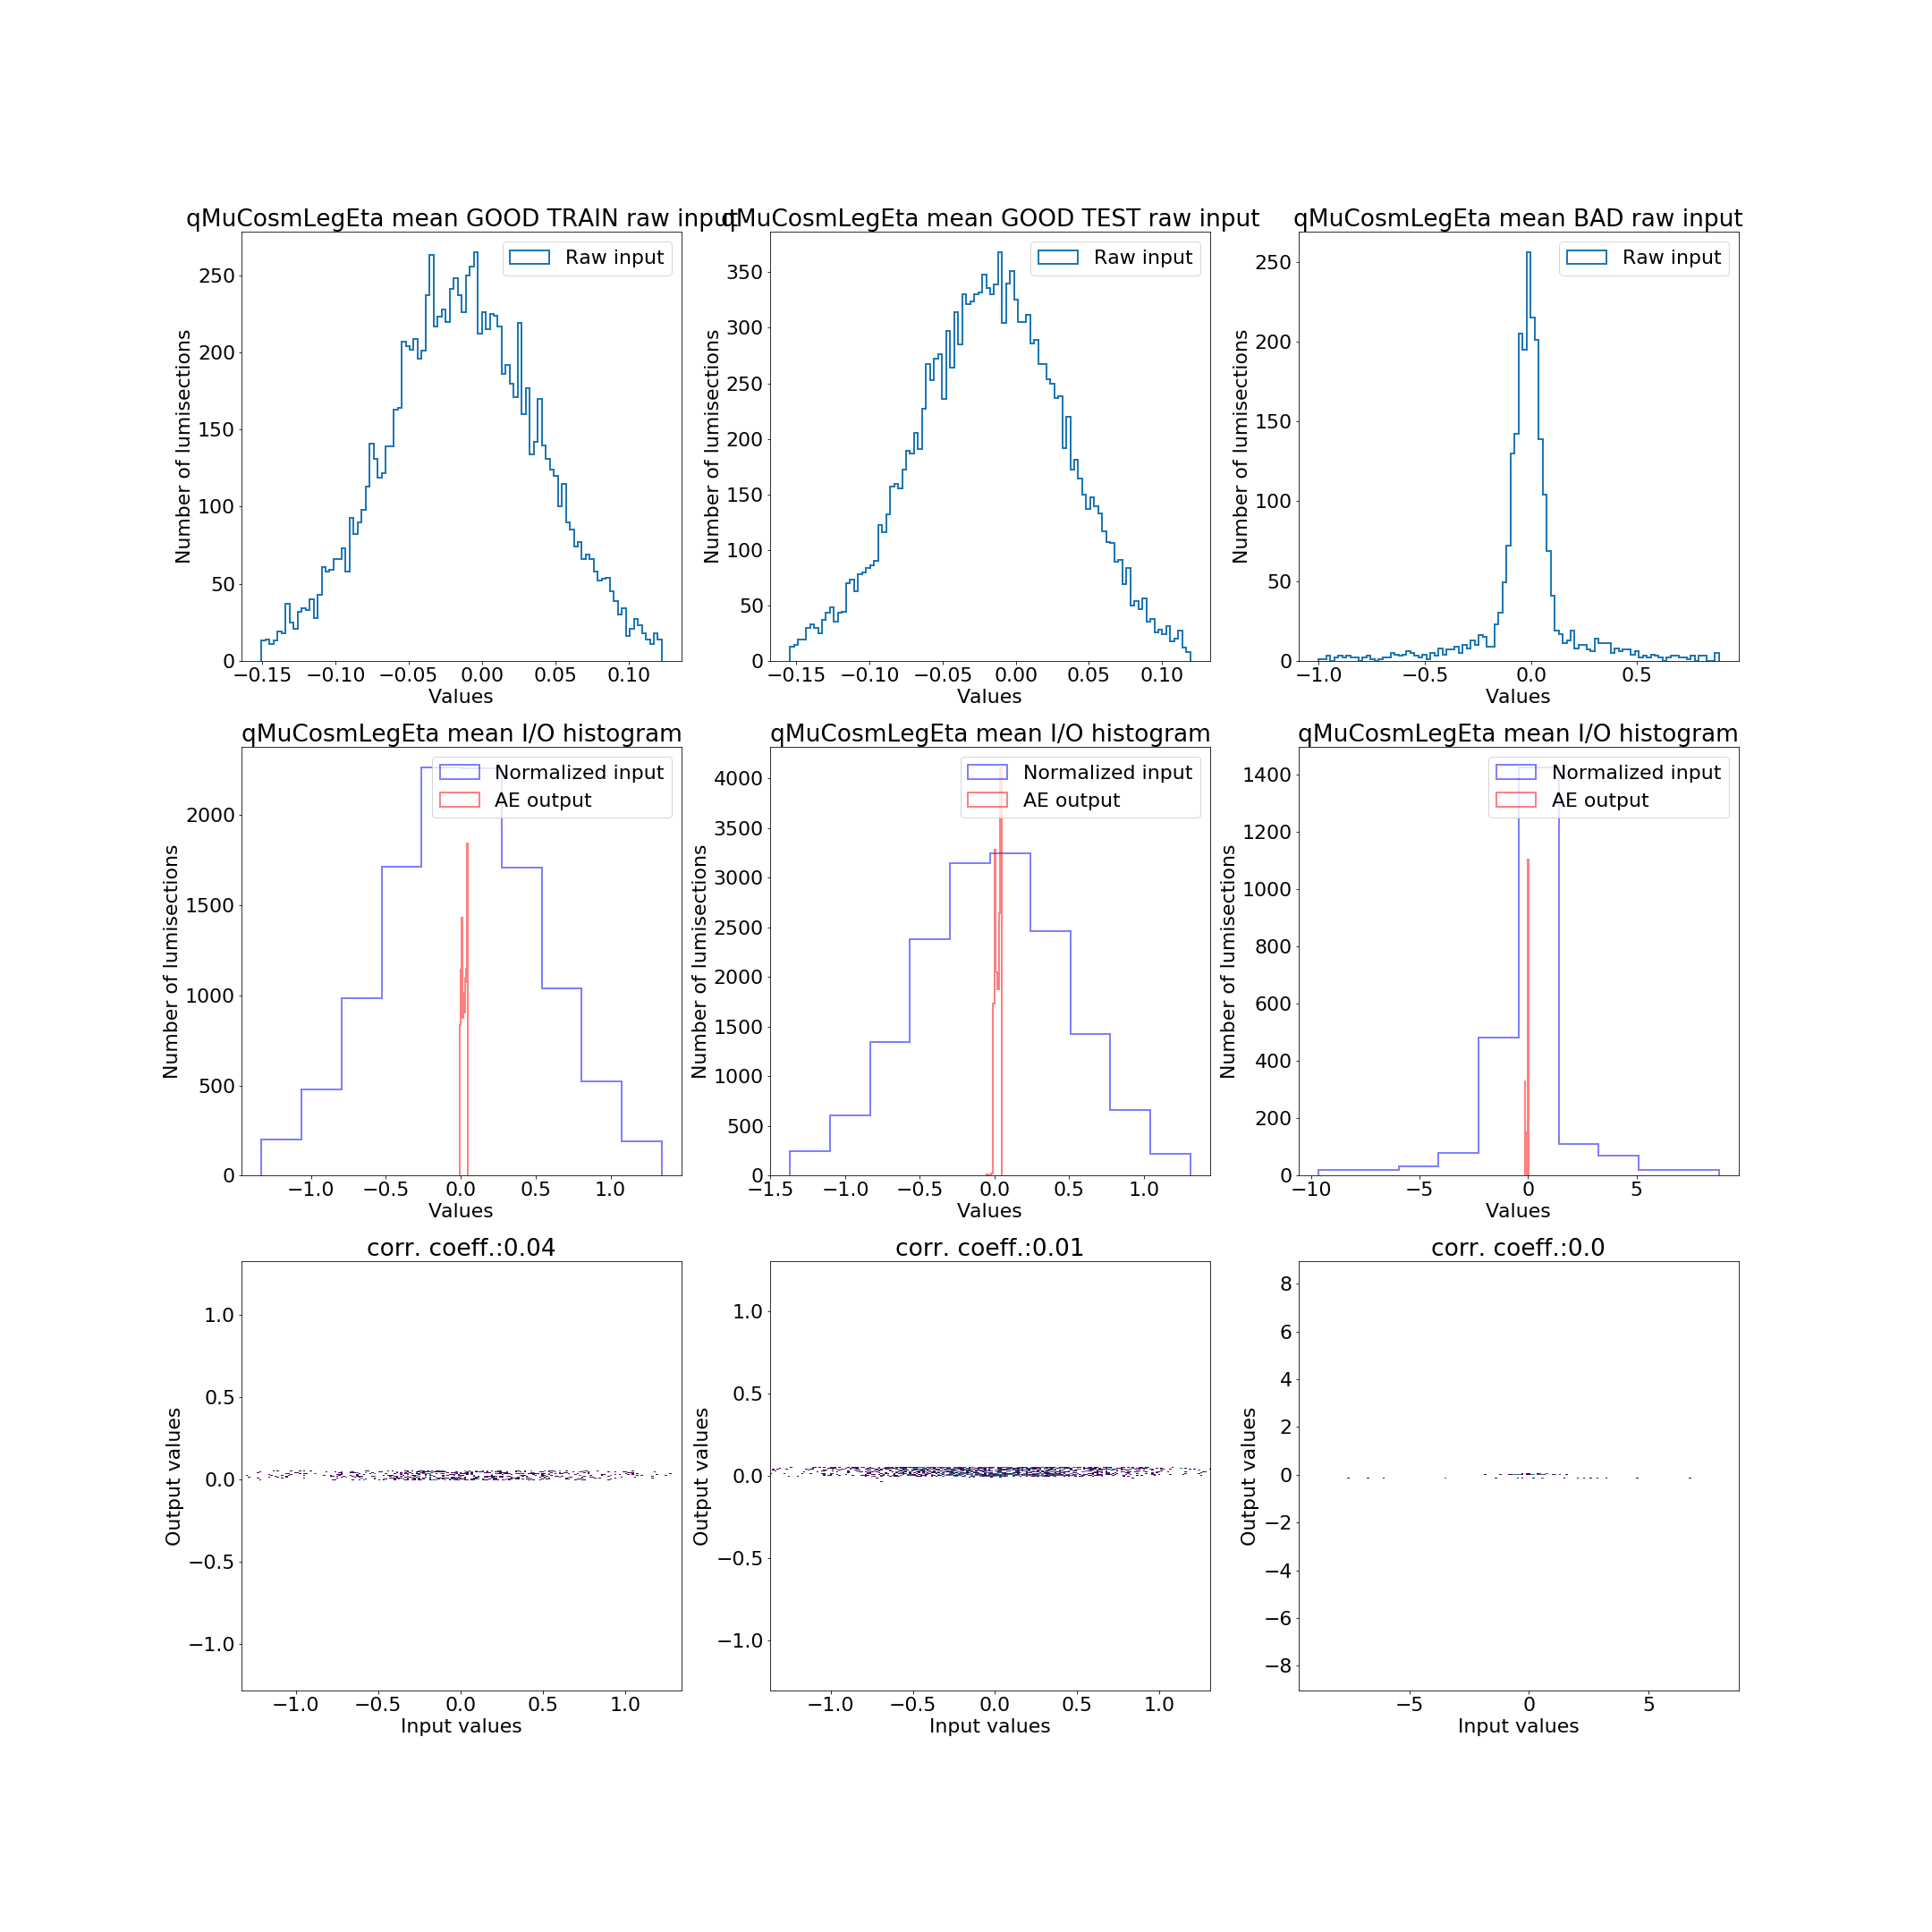 qMuCosmLegEta mean GOOD TRAIN raw input
qMuCosmLegEta mean GOOD TEST raw input
qMuCosmLegEta mean BAD raw input
Number of lumisections
250
200
150
100
50
0
Raw input
−0.15 −0.10 −0.05 0.00 0.05 0.10
Values
Number of lumisections
350
300
250
200
150
100
50
0
Raw input
−0.15 −0.10 −0.05 0.00 0.05 0.10
Values
Number of lumisections
250
200
150
100
50
0
Raw input
−1.0 −0.5 0.0 0.5
Values
qMuCosmLegEta mean I/O histogram
Number of lumisections
2000
1500
1000
500
0
Normalized input
AE output
−1.0 −0.5 0.0 0.5 1.0
Values
qMuCosmLegEta mean I/O histogram
Number of lumisections
4000
3500
3000
2500
2000
1500
1000
500
0
Normalized input
AE output
−1.5 −1.0 −0.5 0.0 0.5 1.0
Values
qMuCosmLegEta mean I/O histogram
Number of lumisections
1400
1200
1000
800
600
400
200
0
Normalized input
AE output
−10 −5 0 5
Values
corr. coeff.:0.04
Output values
1.0
0.5
0.0
−0.5
−1.0
−1.0 −0.5 0.0 0.5 1.0
Input values
corr. coeff.:0.01
Output values
1.0
0.5
0.0
−0.5
−1.0
−1.0 −0.5 0.0 0.5 1.0
Input values
corr. coeff.:0.0
Output values
8
6
4
2
0
−2
−4
−6
−8
−5 0 5
Input values